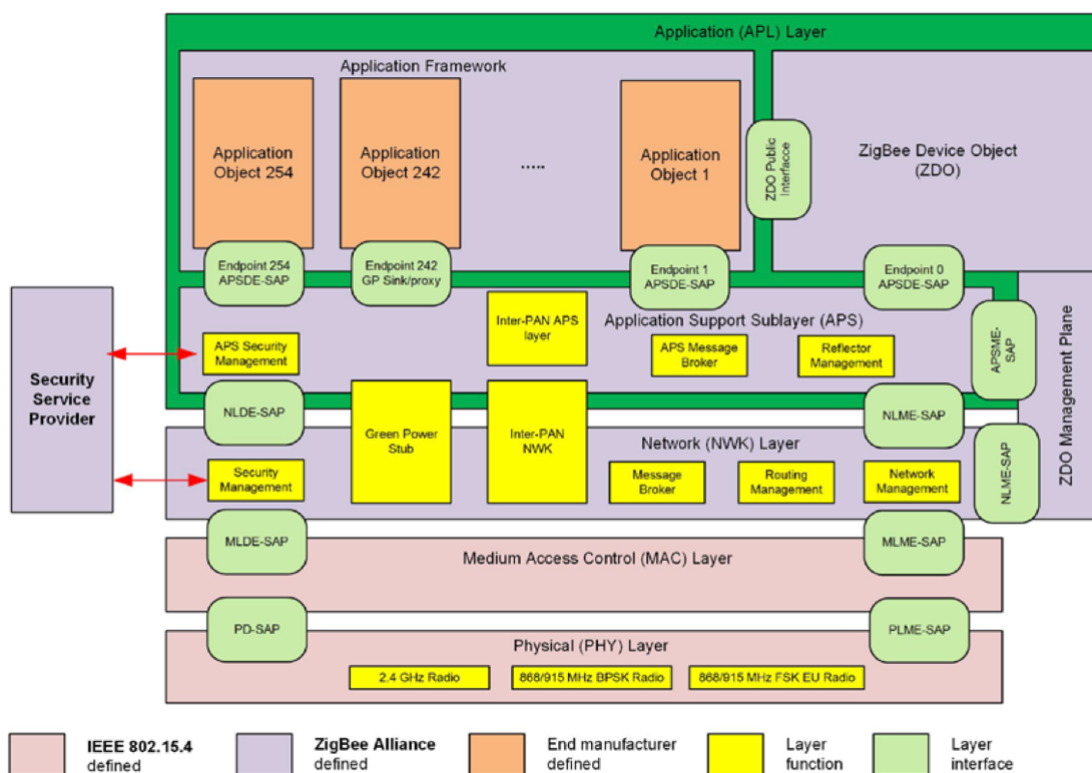 Application (APL) Layer
Application Framework
Application
Object 254
Application
Object 242
.....
Application
Object 1
ZDO Public
Interfacce
ZigBee Device Object
(ZDO)
Endpoint 254
APSDE-SAP
Endpoint 242
GP Sink/proxy
Endpoint 1
APSDE-SAP
Endpoint 0
APSDE-SAP
Security
Service
Provider
APS Security
Management
Inter-PAN APS
layer
Application Support Sublayer (APS)
APS Message
Broker
Reflector
Management
APSME-
SAP
ZDO Management Plane
NLDE-SAP
Green Power
Stub
Inter-PAN
NWK
NLME-SAP
Network (NWK) Layer
Security
Management
Message
Broker
Routing
Management
Network
Management
NLME-SAP
MLDE-SAP
Medium Access Control (MAC) Layer
MLME-SAP
PD-SAP
Physical (PHY) Layer
PLME-SAP
2.4 GHz Radio
868/915 MHz BPSK Radio
868/915 MHz FSK EU Radio
IEEE 802.15.4
defined
ZigBee Alliance
defined
End manufacturer
defined
Layer
function
Layer
interface